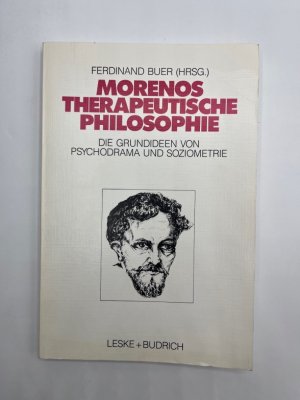 FERDINAND BUER (HRSG.)
MORENOS
THERAPEUTISCHE
PHILOSOPHIE
DIE GRUNDIDEEN VON
PSYCHODRAMA UND SOZIOMETRIE
LESKE + BUDRICH